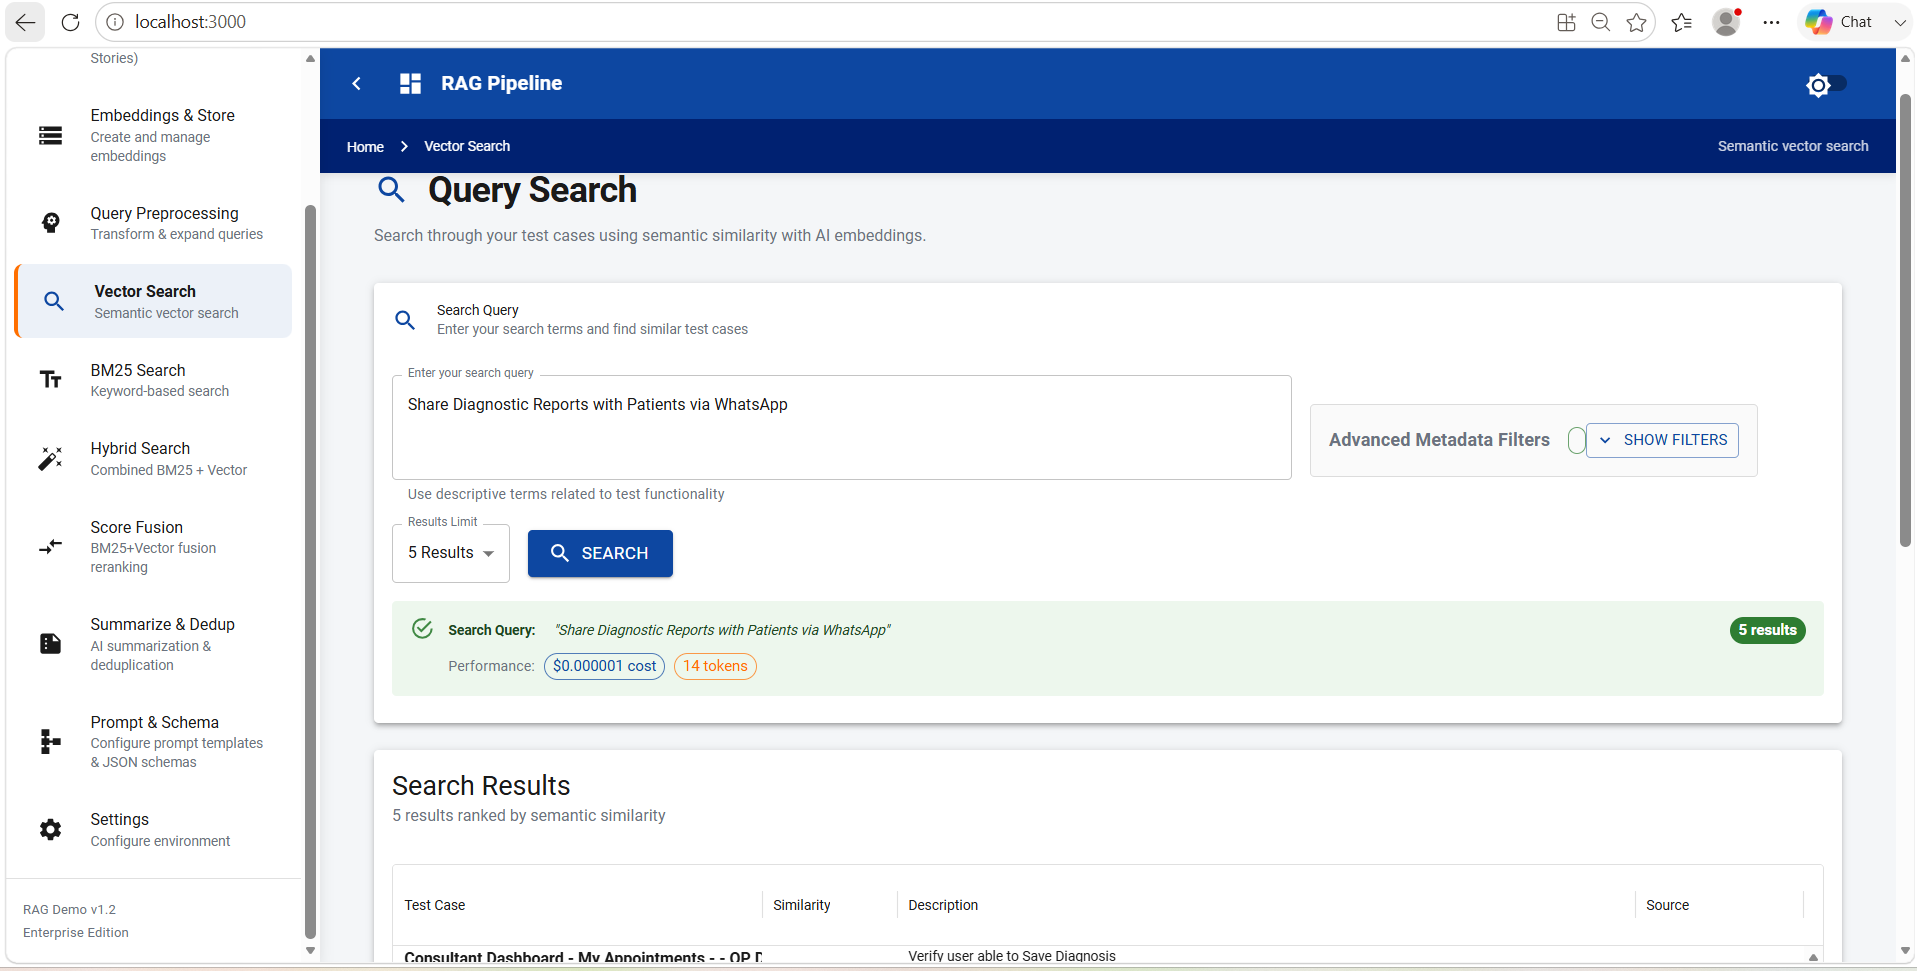 localhost:3000
Chat
Stories)
Embeddings & Store
Create and manage
embeddings
Query Preprocessing
Transform & expand queries
Vector Search
Semantic vector search
BM25 Search
Keyword-based search
Hybrid Search
Combined BM25 + Vector
Score Fusion
BM25+Vector fusion
reranking
Summarize & Dedup
AI summarization &
deduplication
Prompt & Schema
Configure prompt templates
& JSON schemas
Settings
Configure environment
RAG Demo v1.2
Enterprise Edition
RAG Pipeline
Home
Vector Search
Semantic vector search
Query Search
Search through your test cases using semantic similarity with AI embeddings.
Search Query
Enter your search terms and find similar test cases
Enter your search query
Share Diagnostic Reports with Patients via WhatsApp
Use descriptive terms related to test functionality
Advanced Metadata Filters
SHOW FILTERS
Results Limit
5 Results
SEARCH
Search Query: "Share Diagnostic Reports with Patients via WhatsApp"
5 results
Performance: $0.000001 cost 14 tokens
Search Results
5 results ranked by semantic similarity
Test Case Similarity Description Source
Consultant Dashboard - My Appointments - - OP
Verify user able to Save Diagnosis